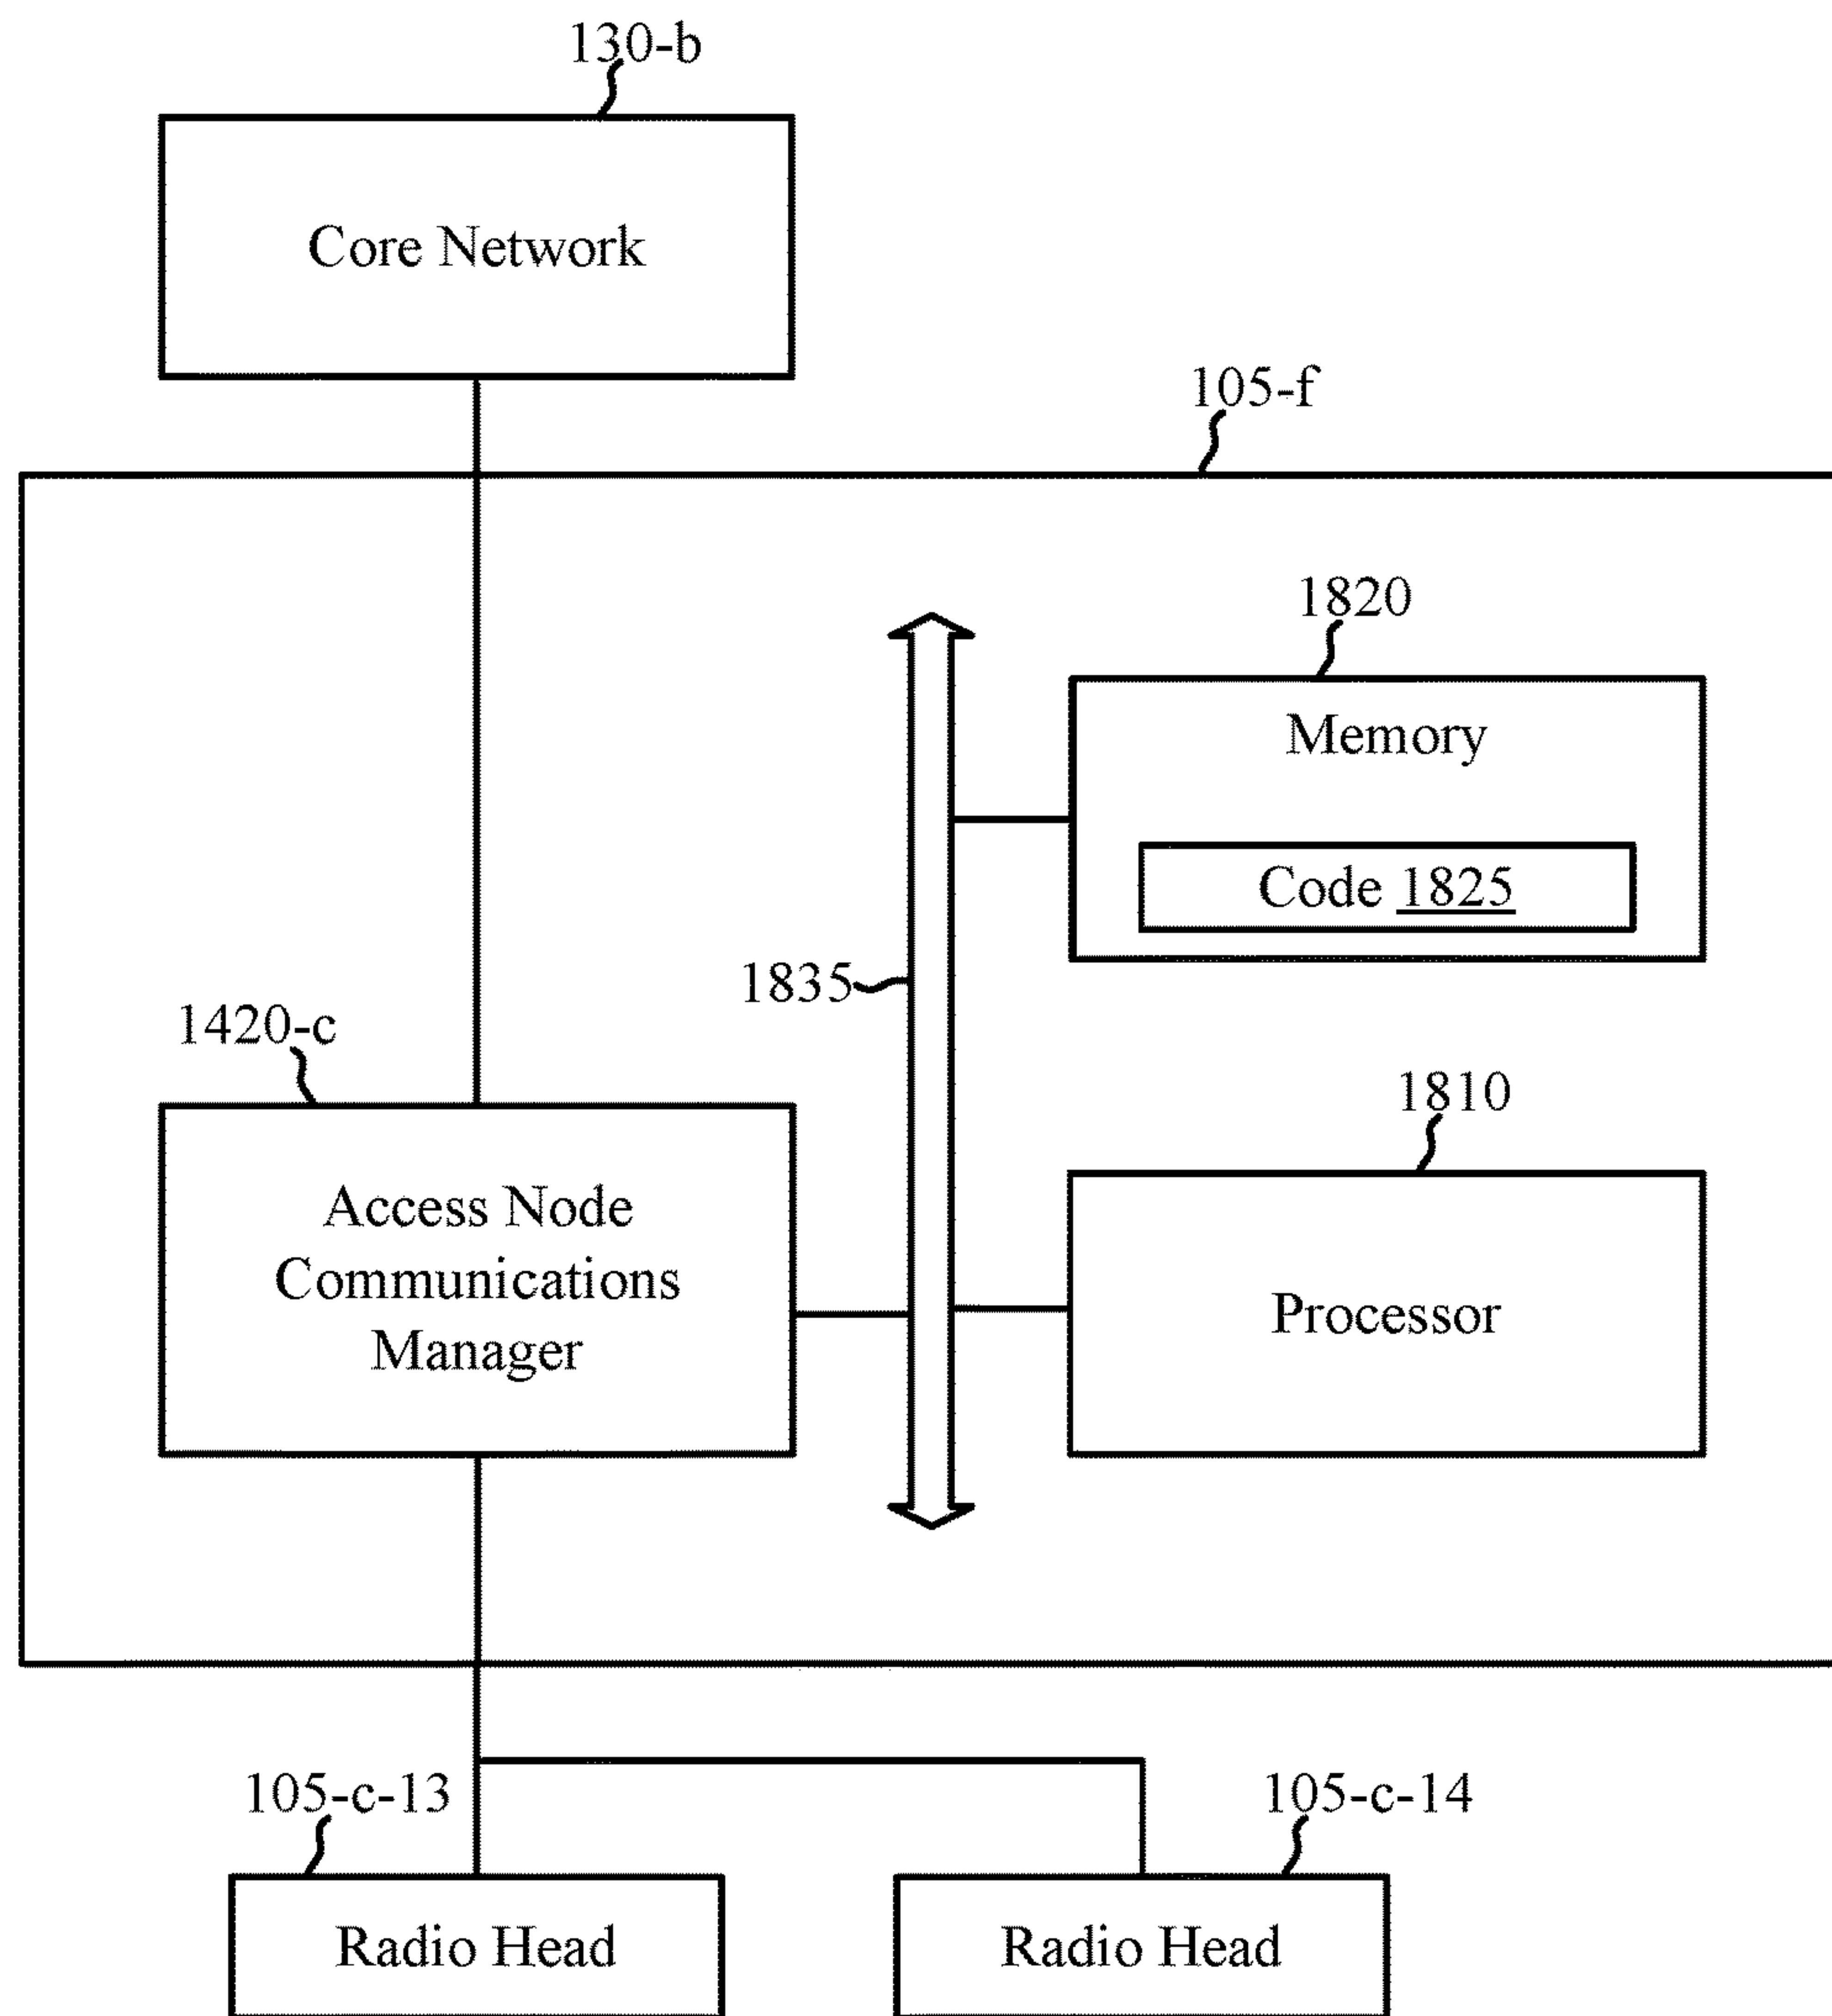 130-b
Core Network
105-f
1820
Memory
Code 1825
1835
1420-c
Access Node
Communications
Manager
1810
Processor
105-c-13
105-c-14
Radio Head
Radio Head